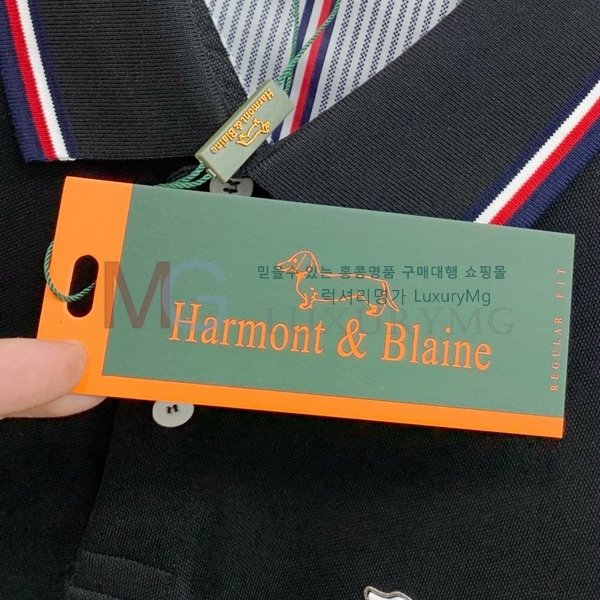 Harmont & Blaine
믿을수 있는 홍콩명품 구매대행 쇼핑몰
럭셔리명가 LuxuryMg
MG LUXURYMG
Harmont & Blaine
REGULAR FIT